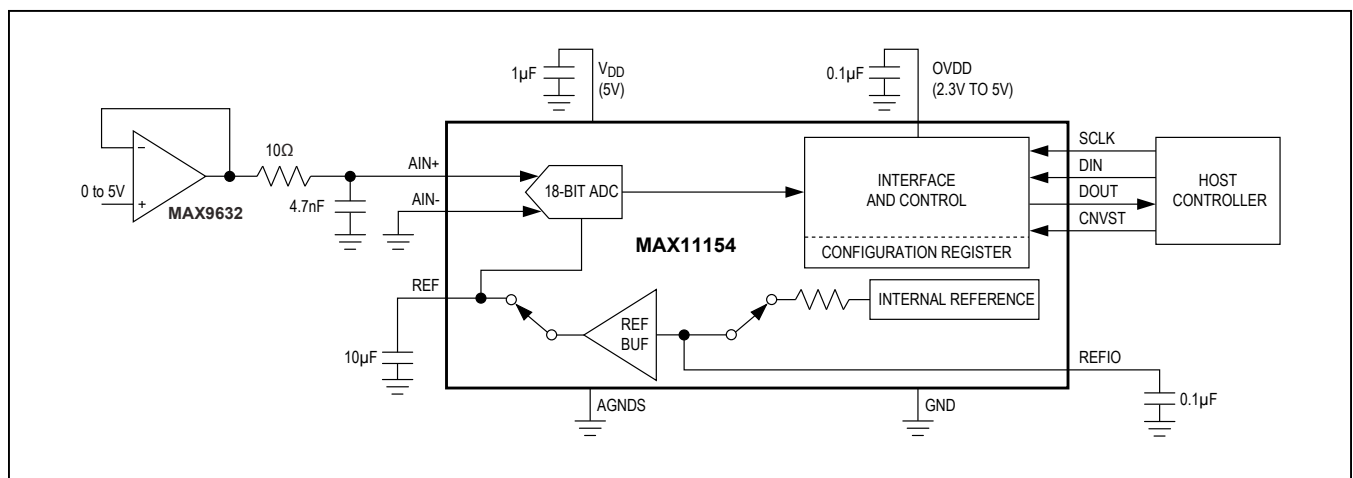 1µF
VDD
(5V)
0.1µF
OVDD
(2.3V TO 5V)
−
0 to 5V
+
MAX9632
10Ω
4.7nF
AIN+
AIN-
18-BIT ADC
MAX11154
INTERFACE
AND CONTROL
CONFIGURATION REGISTER
SCLK
DIN
DOUT
CNVST
HOST
CONTROLLER
REF
10µF
REF
BUF
INTERNAL REFERENCE
REFIO
0.1µF
AGNDS
GND